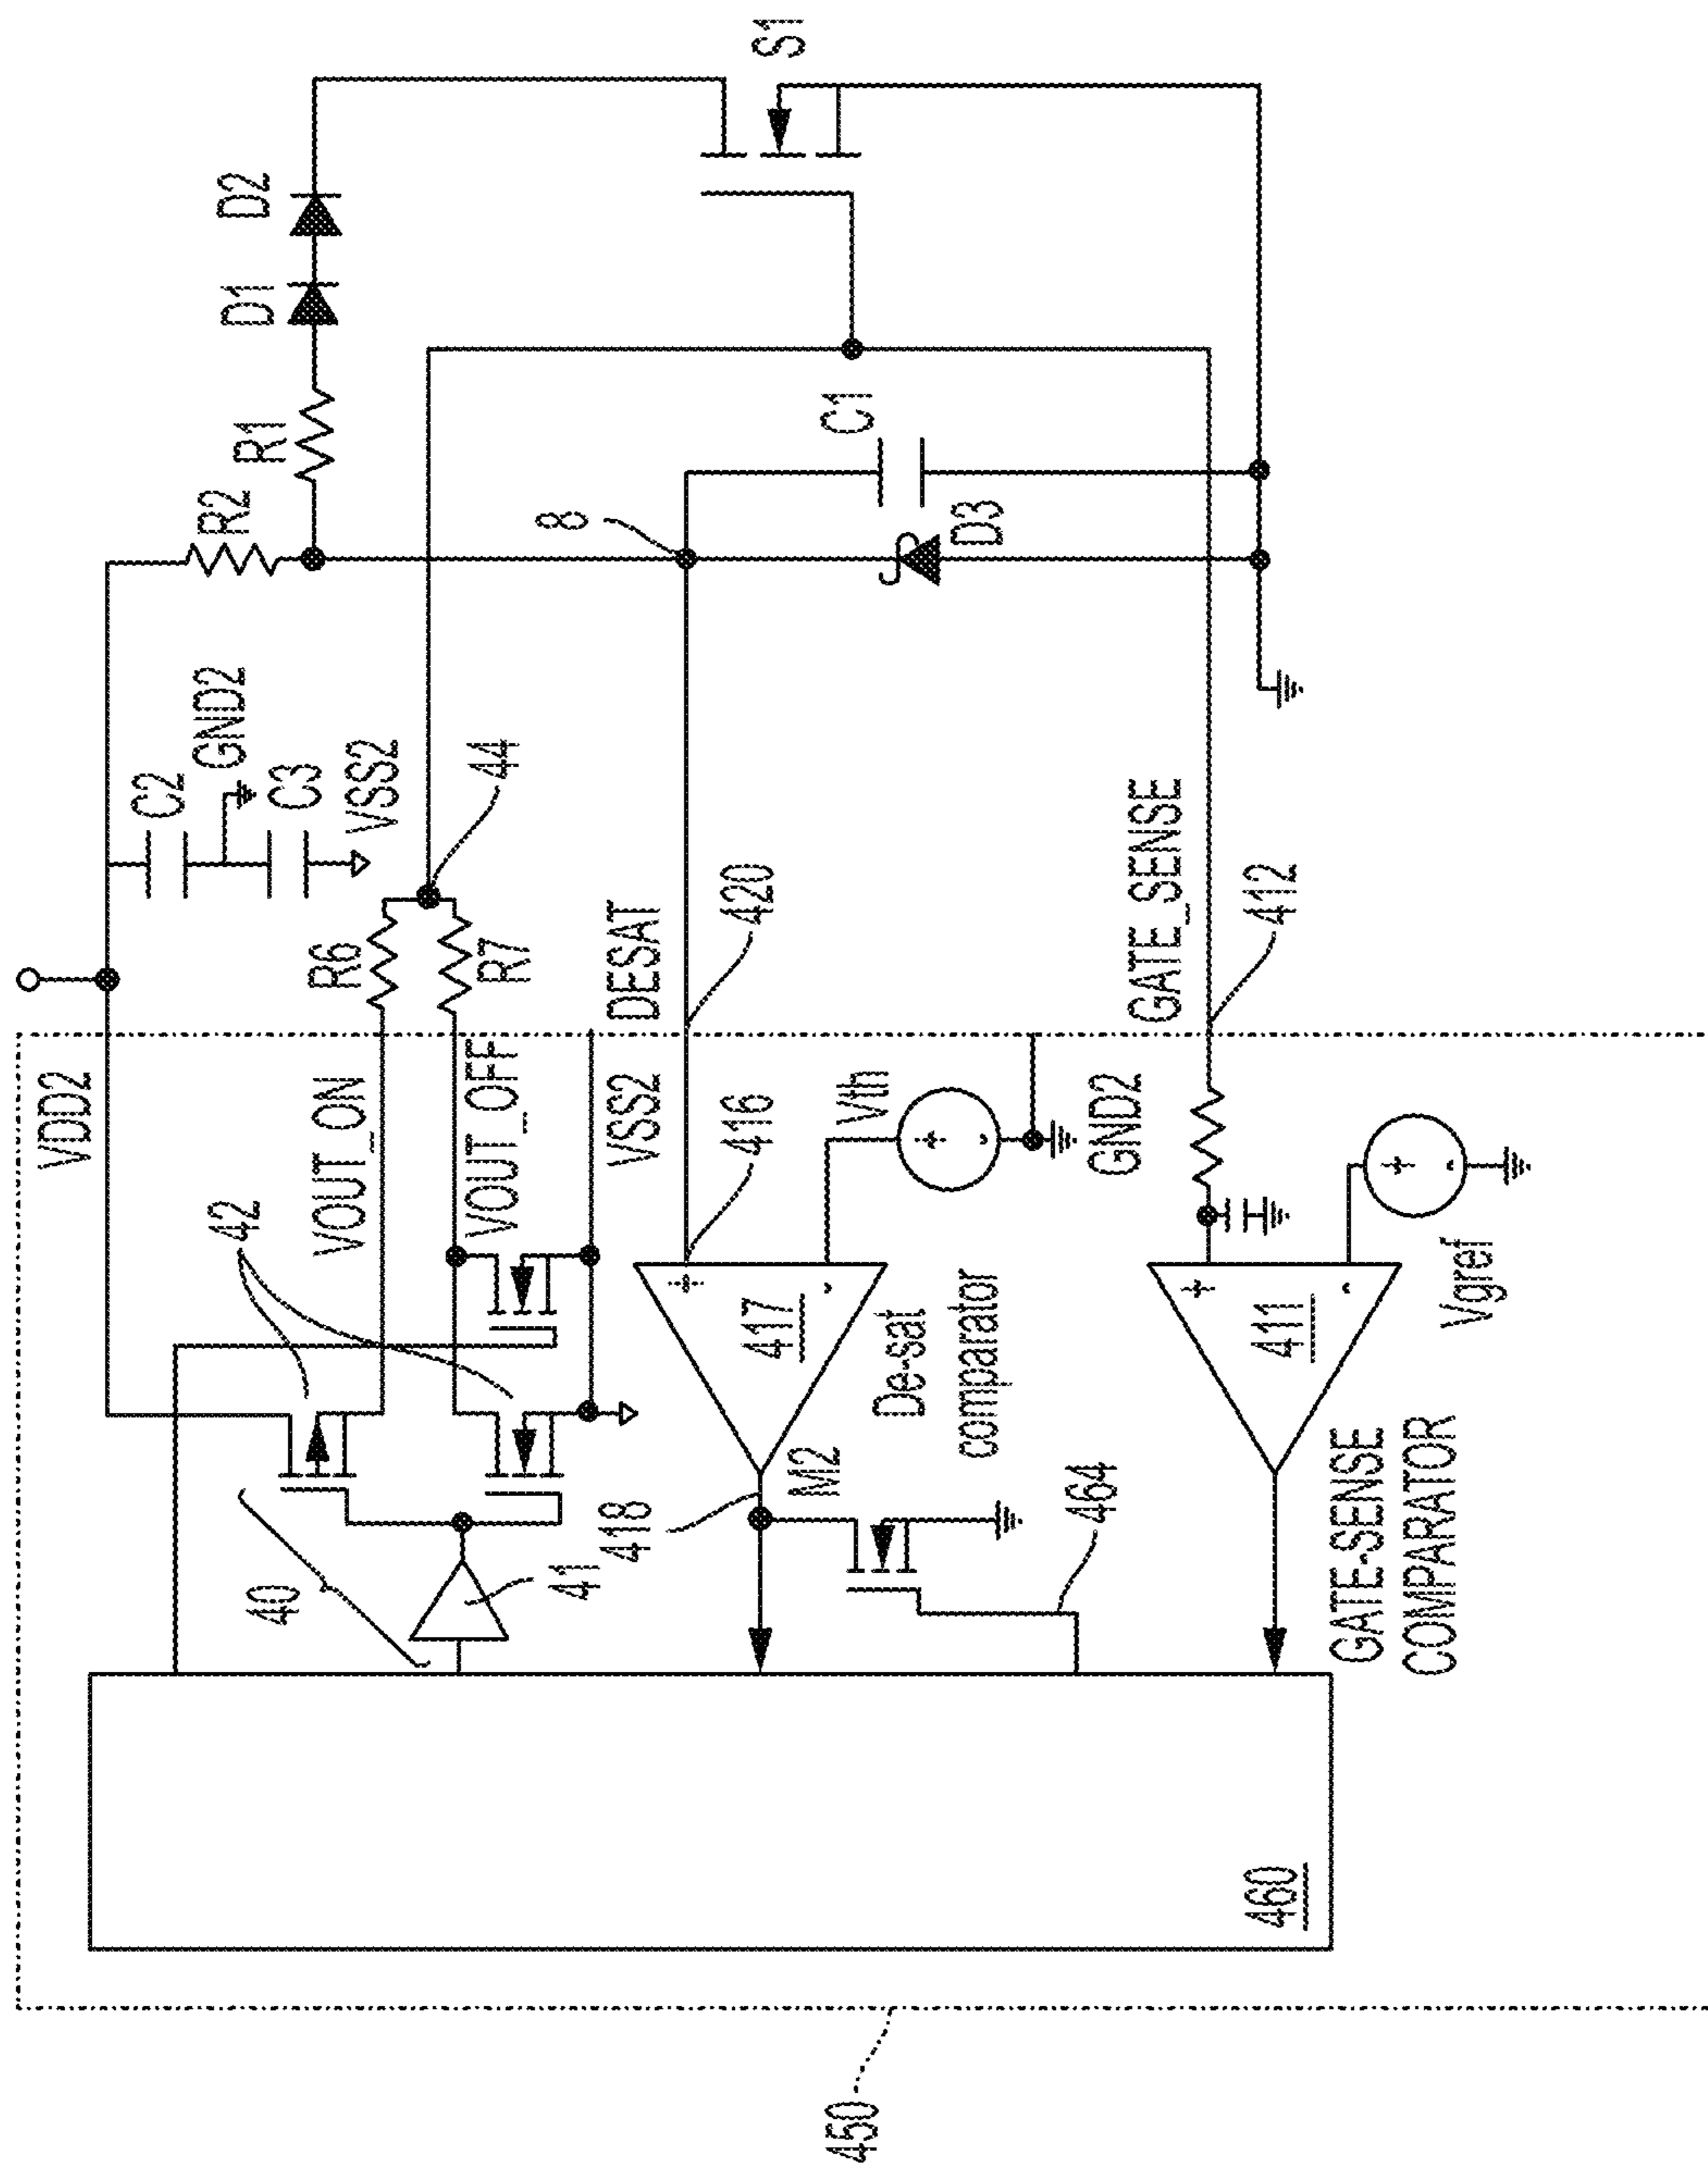 S1
D2
D1
R1
R2
C1
8
D3
C2
GND2
C3
VSS2
44
R6
R7
DESAT
420
GATE_SENSE
412
VDD2
VOUT_ON
VOUT_OFF
VSS2
416
Vth
GND2
42
+
-
+
-
417
De-sat
comparator
+
-
+
-
411
Vgref
40
41
418
M2
464
GATE-SENSE
COMPARATOR
460
450